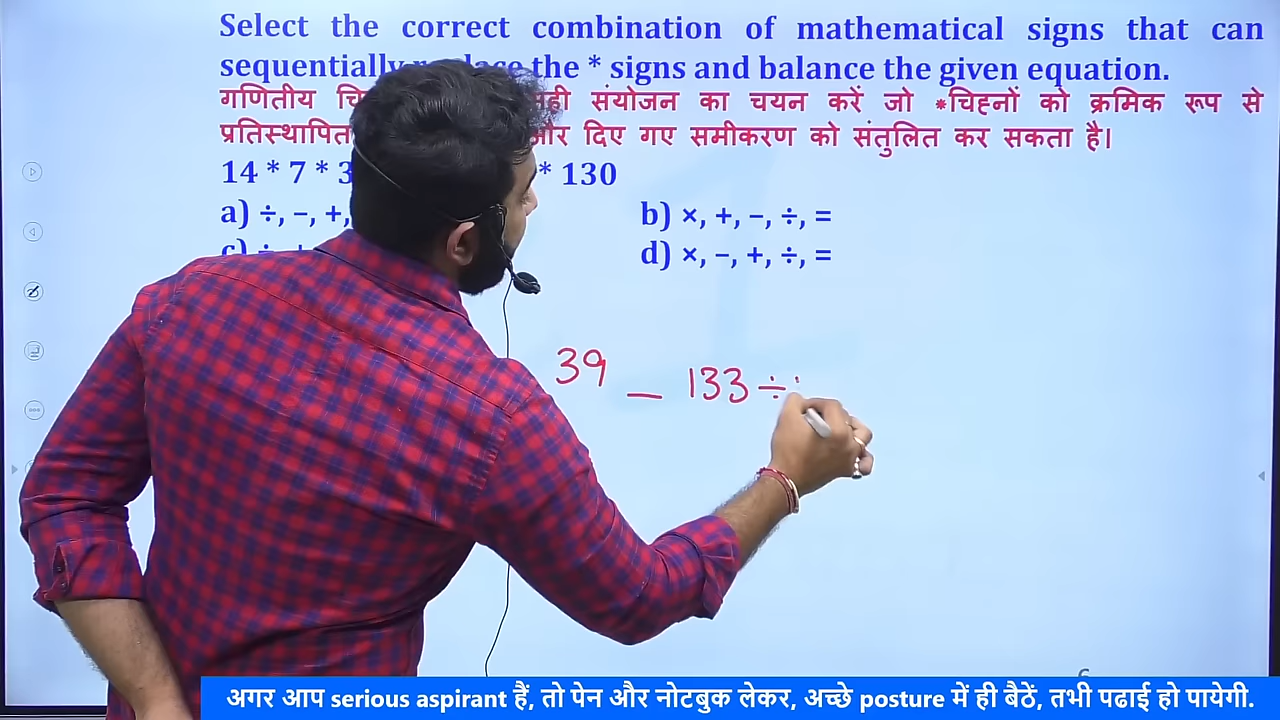 Select the correct combination of mathematical signs that can
sequentially the * signs and balance the given equation.
गणितीय संयोजन का चयन करें जो *चिह्नों को क्रमिक रूप से
प्रतिस्थापित और दिए गए समीकरण को संतुलित कर सकता है।
14 * 7 * 3 * 130
a) ÷, –, +, b) ×, +, –, ÷, =
d) ×, –, +, ÷, =
39 – 133 ÷
अगर आप serious aspirant हैं, तो पेन और नोटबुक लेकर, अच्छे posture में ही बैठें, तभी पढाई हो पायेगी.